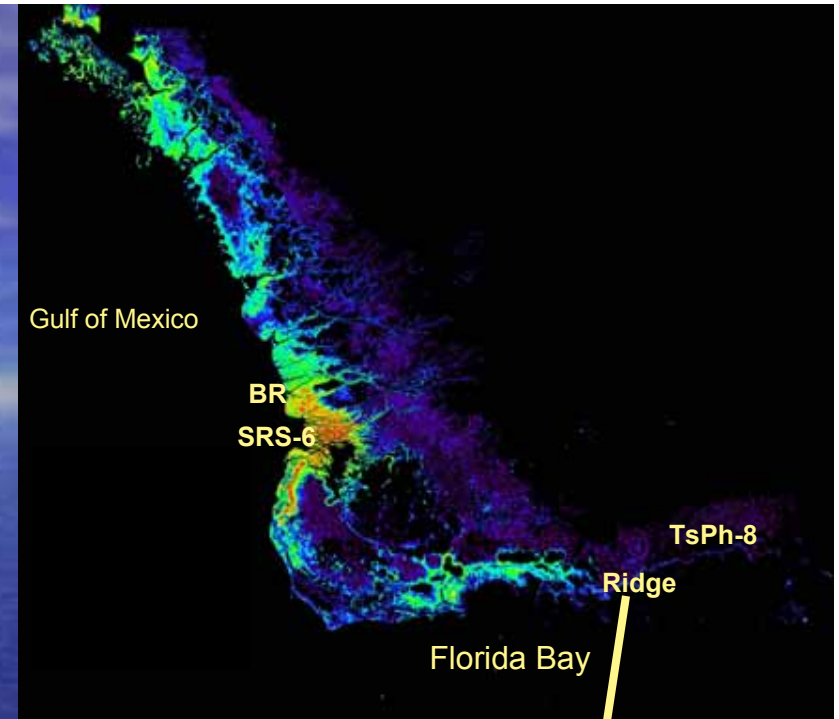 Gulf of Mexico
BR
SRS-6
TsPh-8
Ridge
Florida Bay